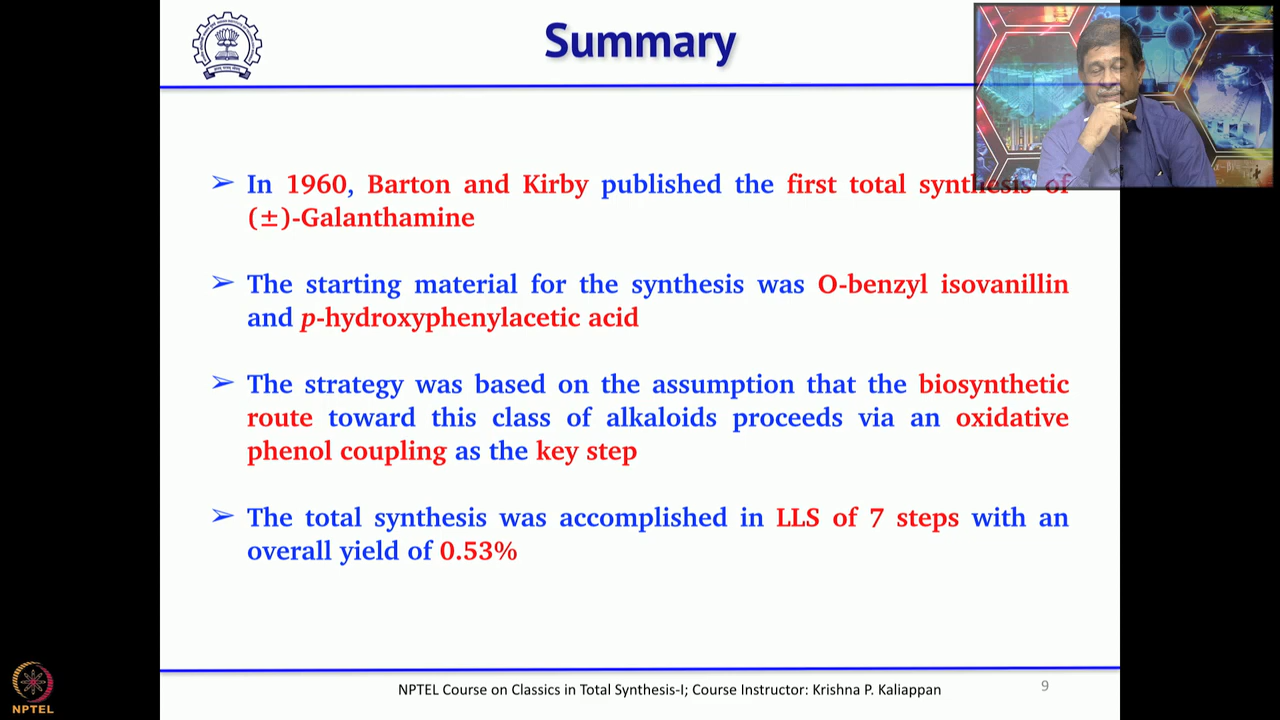 Summary
➢ In 1960, Barton and Kirby published the first total synthesis of
(±)-Galanthamine
➢ The starting material for the synthesis was O-benzyl isovanillin
and p-hydroxyphenylacetic acid
➢ The strategy was based on the assumption that the biosynthetic
route toward this class of alkaloids proceeds via an oxidative
phenol coupling as the key step
➢ The total synthesis was accomplished in LLS of 7 steps with an
overall yield of 0.53%
NPTEL
NPTEL Course on Classics in Total Synthesis-I; Course Instructor: Krishna P. Kaliappan
9